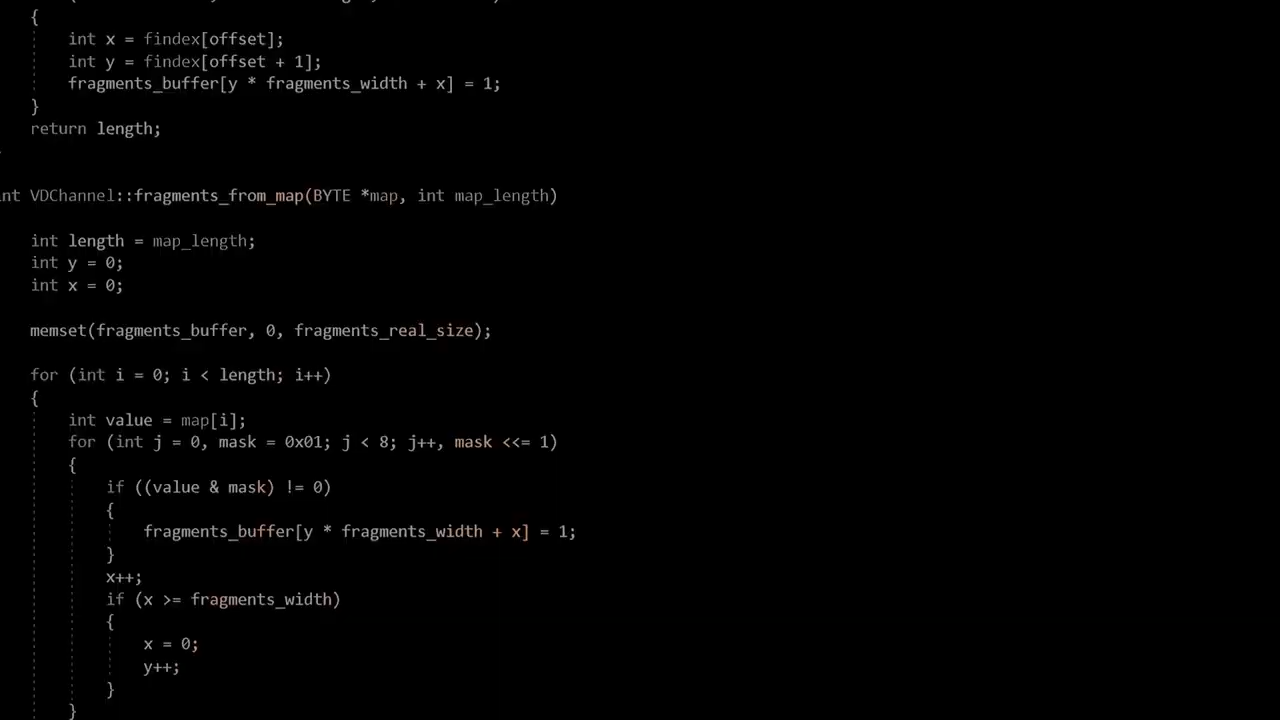 {
int x = findex[offset];
int y = findex[offset + 1];
fragments_buffer[y * fragments_width + x] = 1;
}
return length;
nt VDChannel::fragments_from_map(BYTE *map, int map_length)
int length = map_length;
int y = 0;
int x = 0;
memset(fragments_buffer, 0, fragments_real_size);
for (int i = 0; i < length; i++)
{
int value = map[i];
for (int j = 0, mask = 0x01; j < 8; j++, mask <<= 1)
{
if ((value & mask) != 0)
{
fragments_buffer[y * fragments_width + x] = 1;
}
x++;
if (x >= fragments_width)
{
x = 0;
y++;
}
}